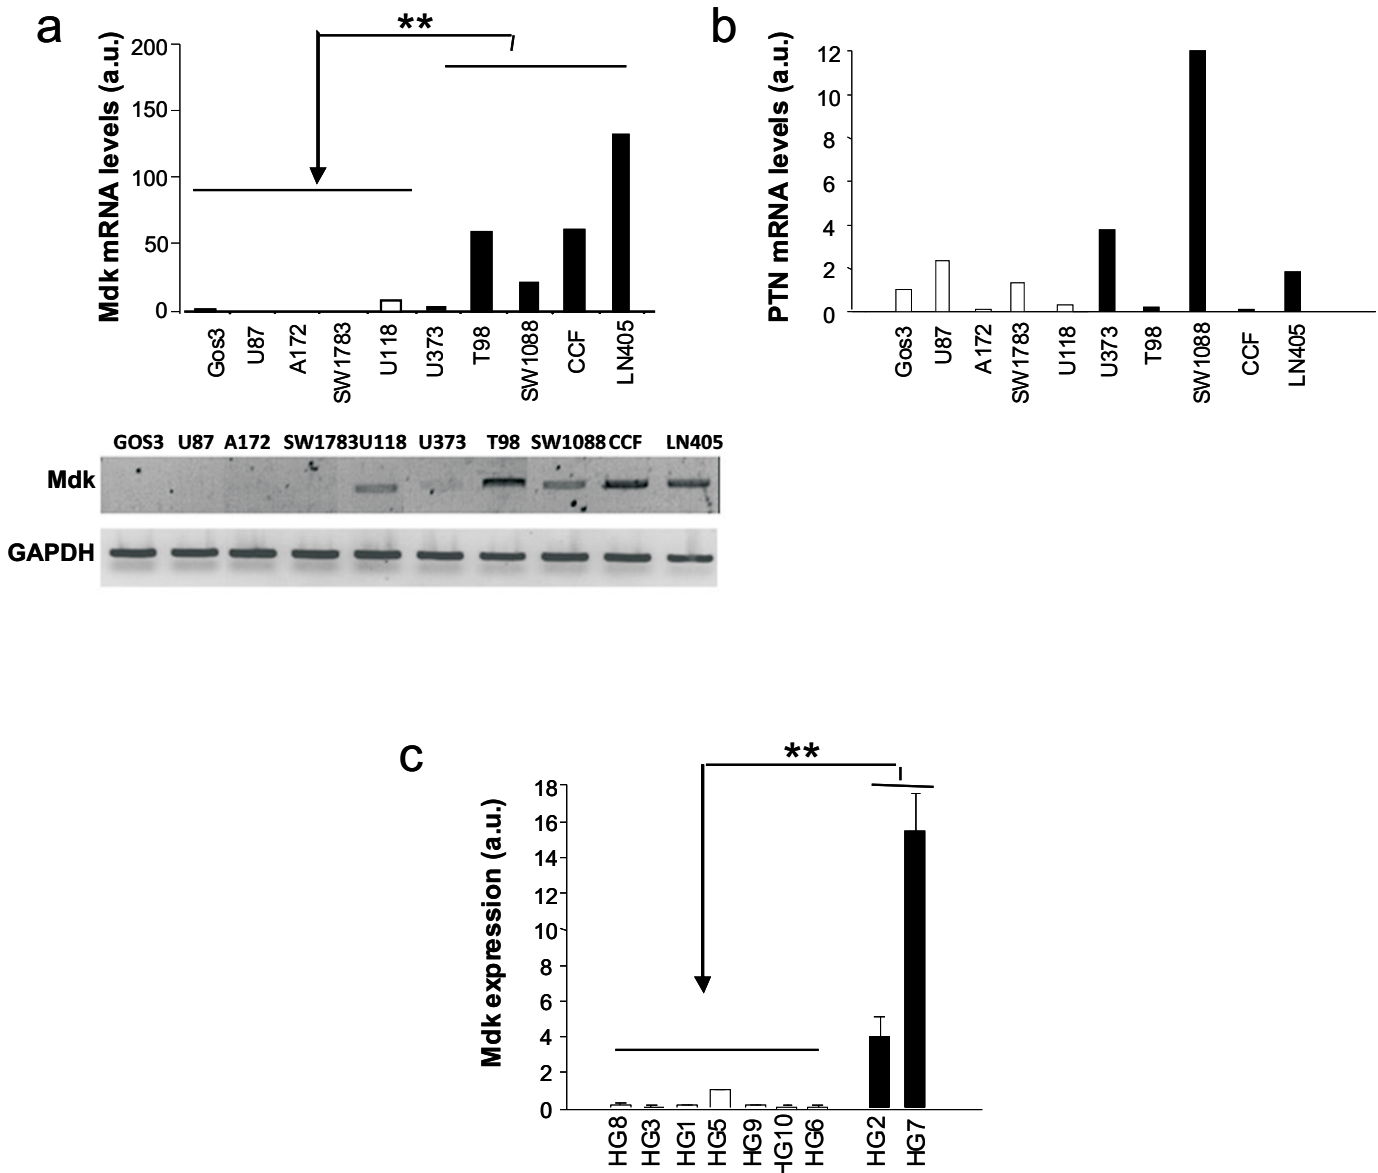 a
**
Mdk mRNA levels (a.u.)
200
150
100
50
0
Gos3
U87
A172
SW1783
U118
U373
T98
SW1088
CCF
LN405
GOS3 U87 A172 SW1783 U118 U373 T98 SW1088 CCF LN405
Mdk
GAPDH
b
PTN mRNA levels (a.u.)
12
10
8
6
4
2
0
Gos3
U87
A172
SW1783
U118
U373
T98
SW1088
CCF
LN405
c
**
Mdk expression (a.u.)
18
16
14
12
10
8
6
4
2
0
HG8
HG3
HG1
HG5
HG9
HG10
HG6
HG2
HG7